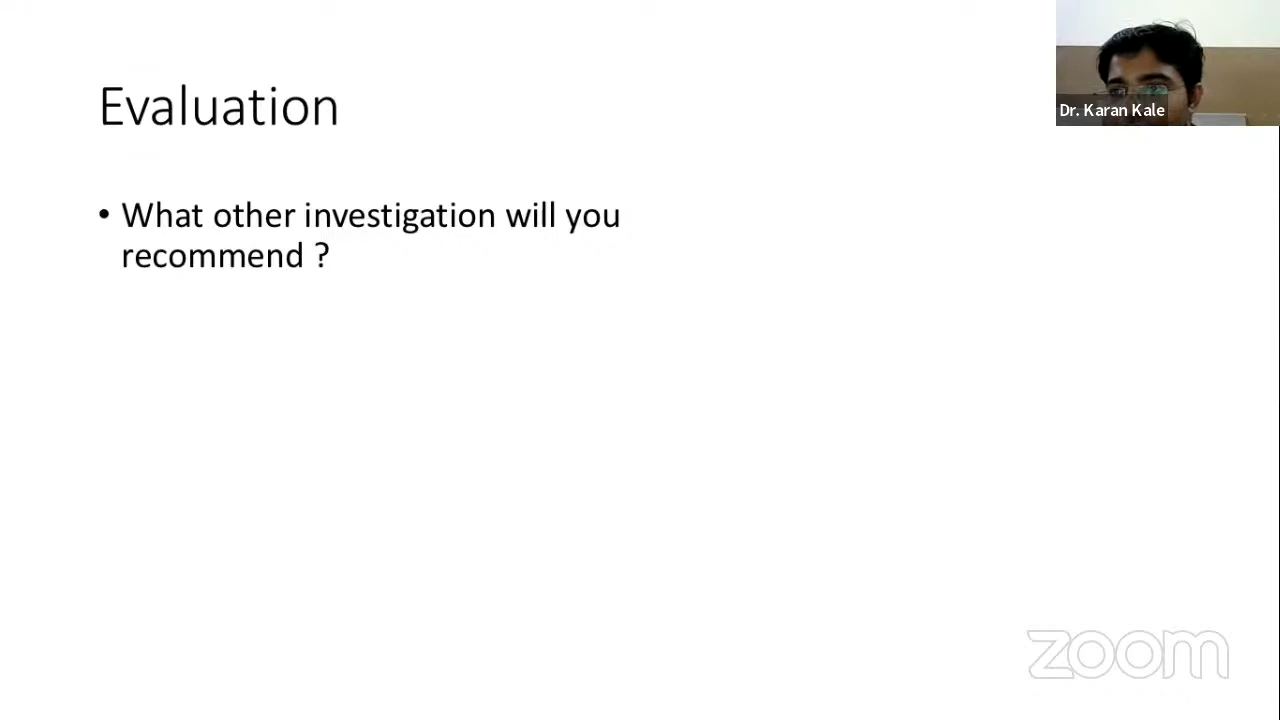 Evaluation
Dr. Karan Kale
• What other investigation will you
recommend ?
zoom